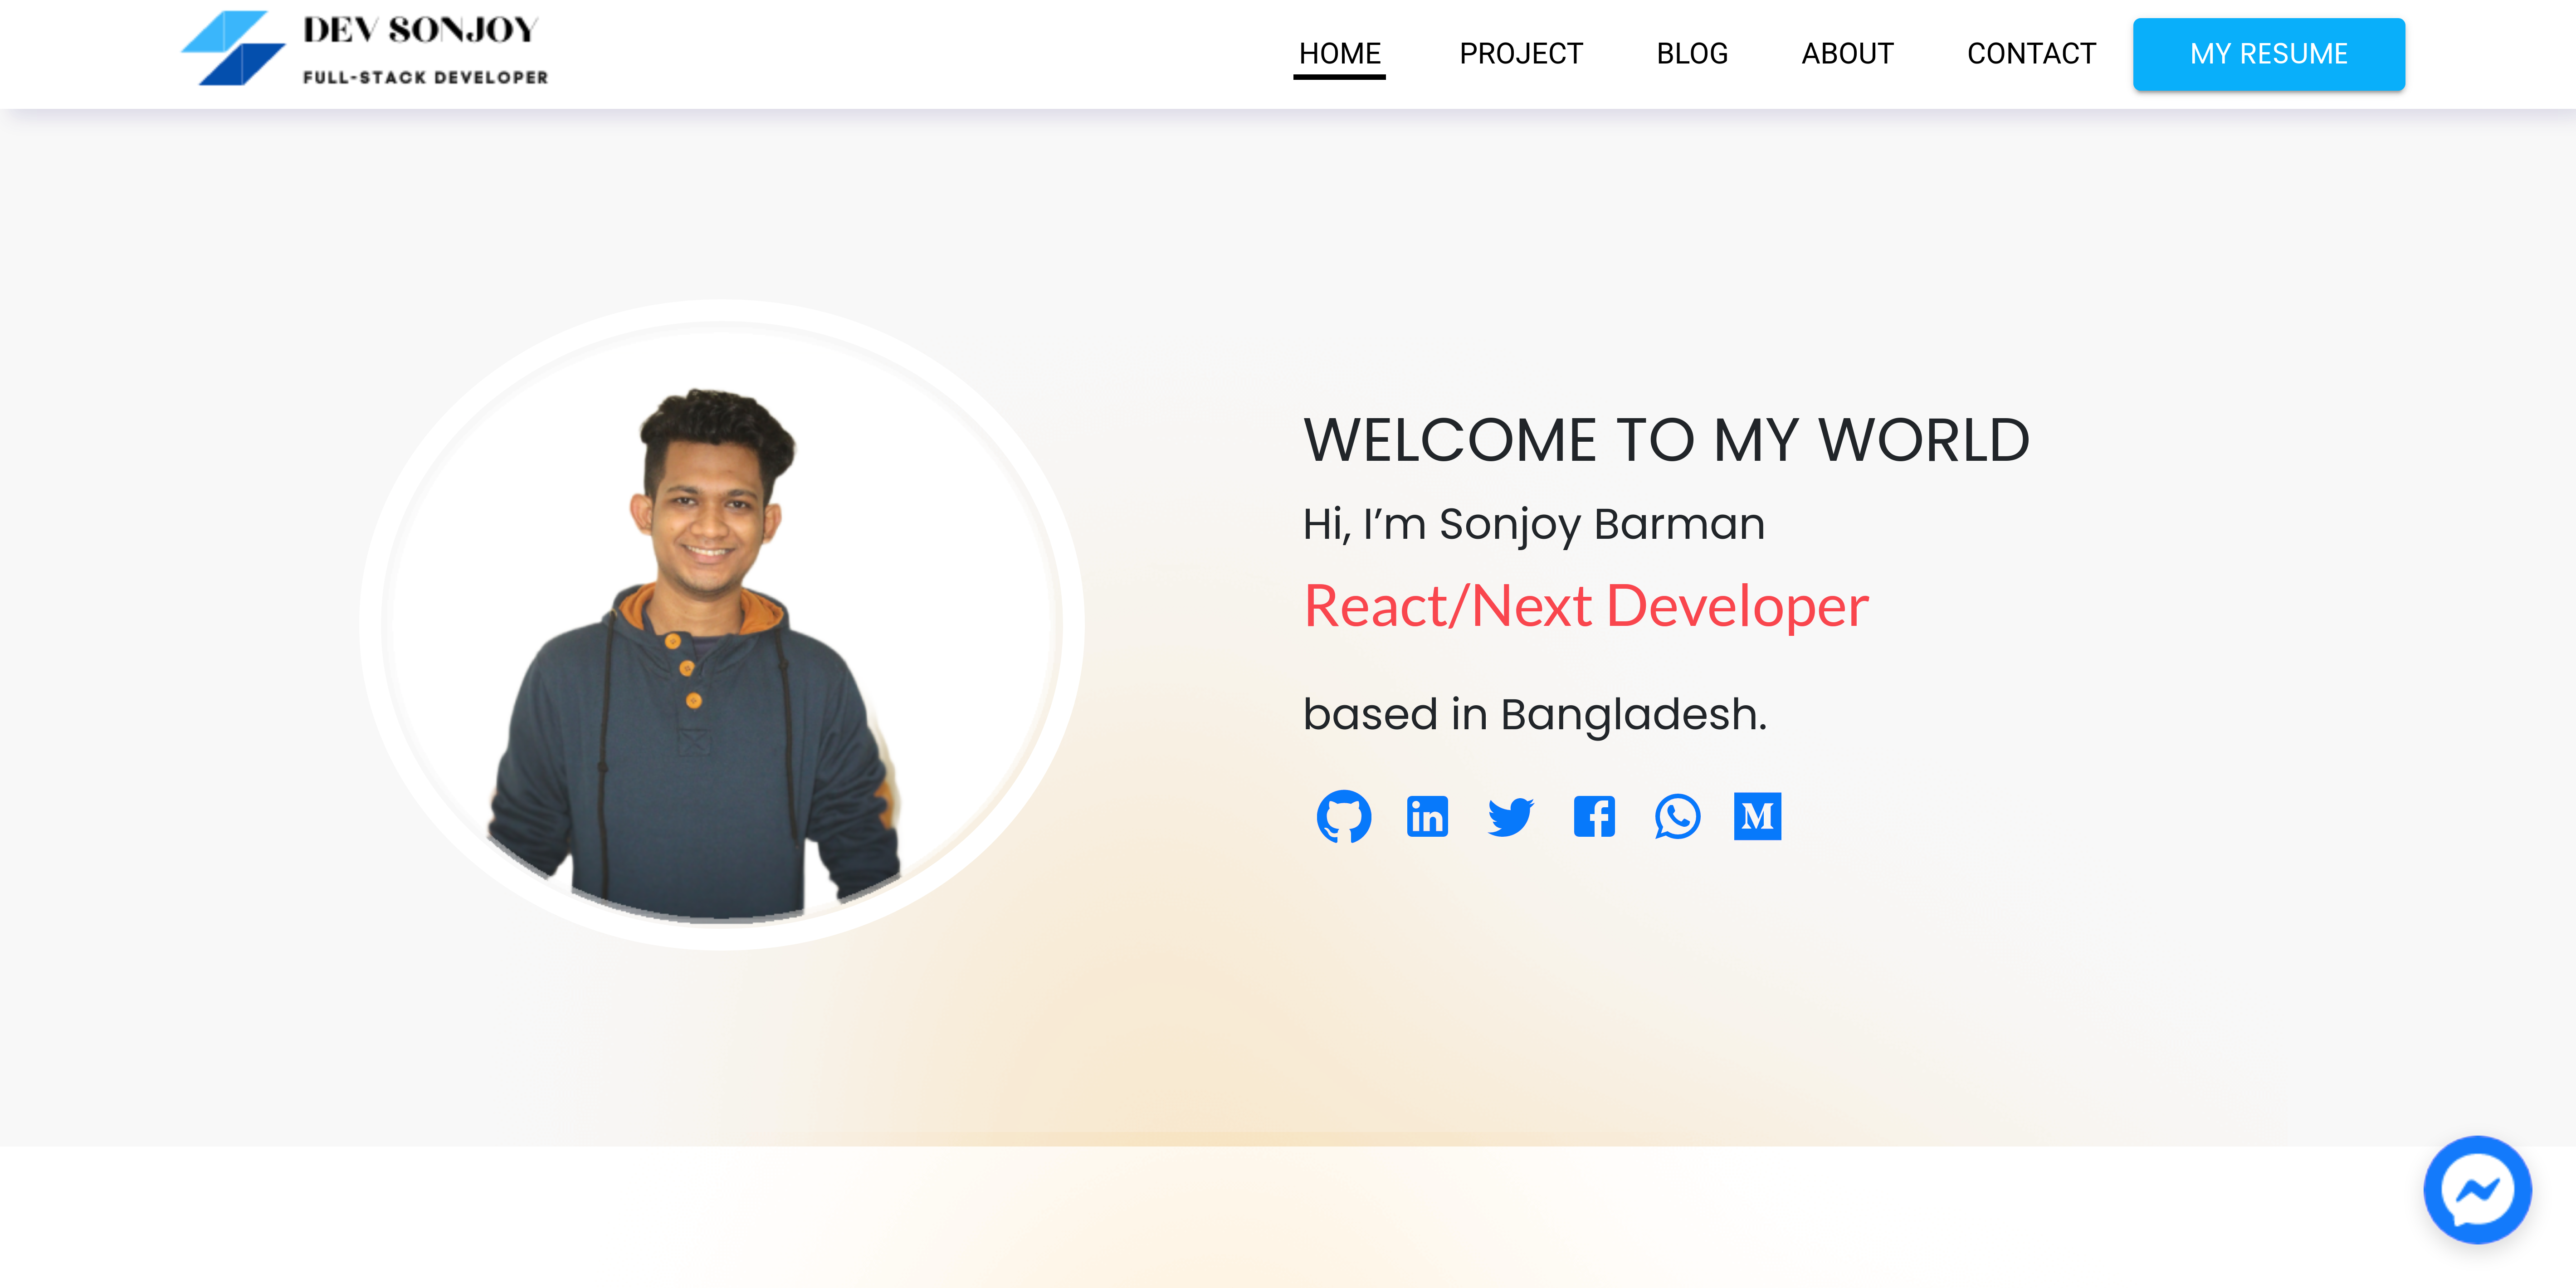 DEV SONJOY
FULL-STACK DEVELOPER
HOME PROJECT BLOG ABOUT CONTACT MY RESUME
WELCOME TO MY WORLD
Hi, I’m Sonjoy Barman
React/Next Developer
based in Bangladesh.